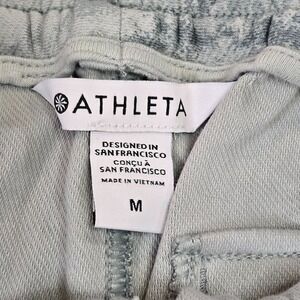 ATHLETA
DESIGNED IN
SAN FRANCISCO
CONÇU À
SAN FRANCISCO
MADE IN VIETNAM
M